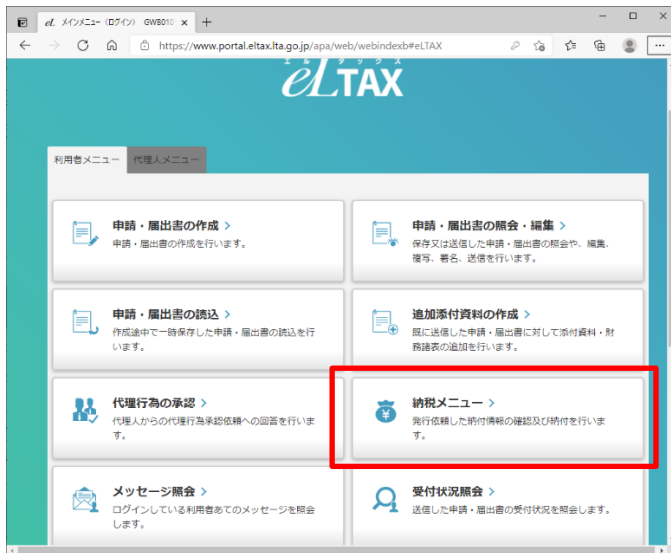 eL メインメニュー（ログイン） GWB010
https://www.portal.eltax.lta.go.jp/apa/web/webindexb#eLTAX
エルタックス
eLTAX
利用者メニュー 代理人メニュー
申請・届出書の作成 >
申請・届出書の作成を行います。
申請・届出書の照会・編集 >
保存又は送信した申請・届出書の照会や、編集、
複写、署名、送信を行います。
申請・届出書の読込 >
作成途中で一時保存した申請・届出書の読込を行
います。
追加添付資料の作成 >
既に送信した申請・届出書に対して添付資料・財
務諸表の追加を行います。
代理行為の承認 >
代理人からの代理行為承認依頼への回答を行いま
す。
納税メニュー >
発行依頼した納付情報の確認及び納付を行いま
す。
メッセージ照会 >
ログインしている利用者あてのメッセージを照会
します。
受付状況照会 >
送信した申請・届出書の受付状況を照会します。